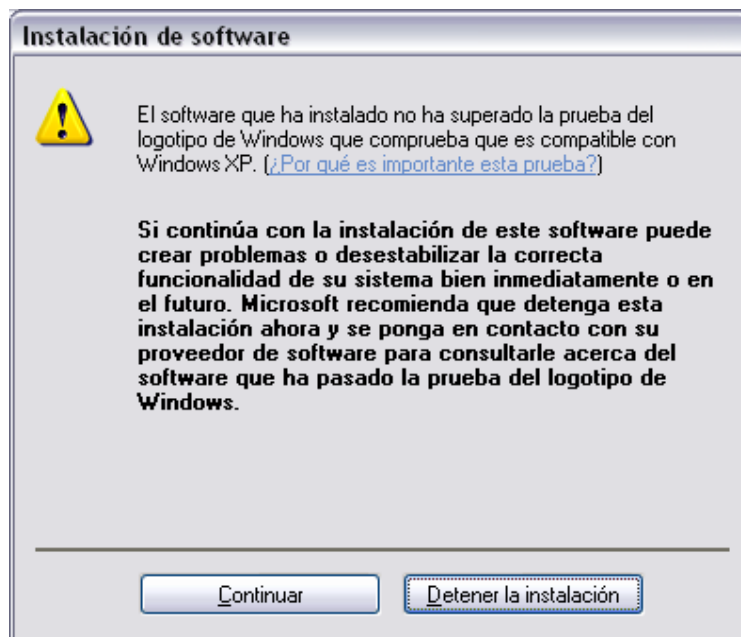 Instalación de software
El software que ha instalado no ha superado la prueba del
logotipo de Windows que comprueba que es compatible con
Windows XP. (¿Por qué es importante esta prueba?)
Si continúa con la instalación de este software puede
crear problemas o desestabilizar la correcta
funcionalidad de su sistema bien inmediatamente o en
el futuro. Microsoft recomienda que detenga esta
instalación ahora y se ponga en contacto con su
proveedor de software para consultarle acerca del
software que ha pasado la prueba del logotipo de
Windows.
Continuar
Detener la instalación